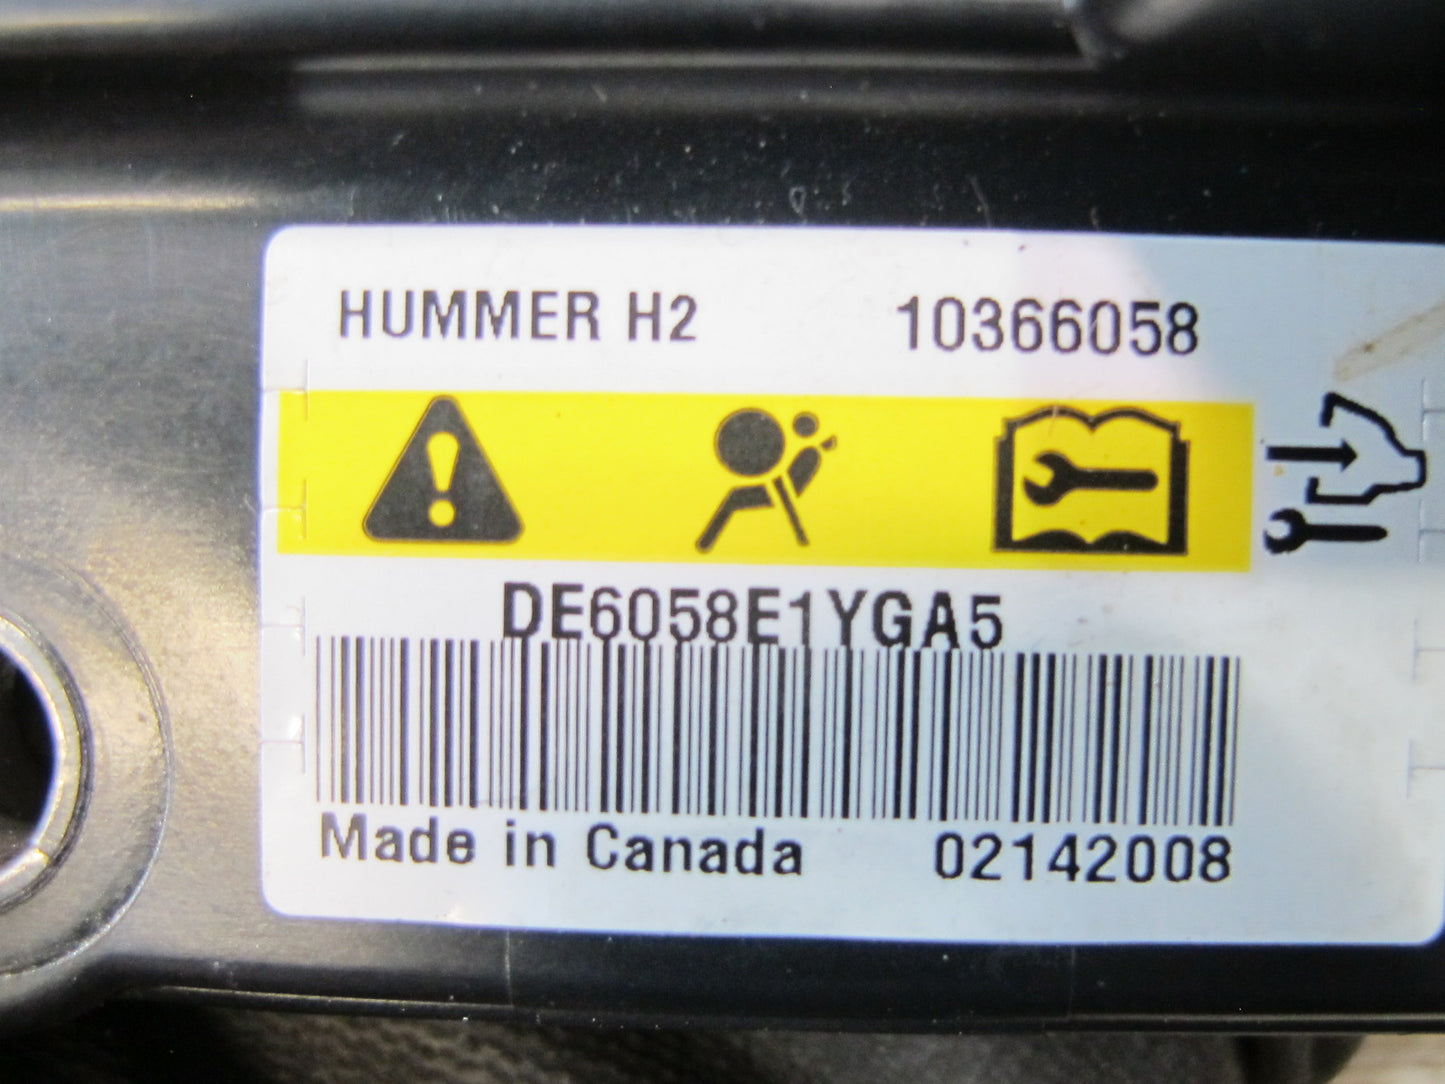 HUMMER H2 10366058
DE6058E1YGA5
Made in Canada 02142008